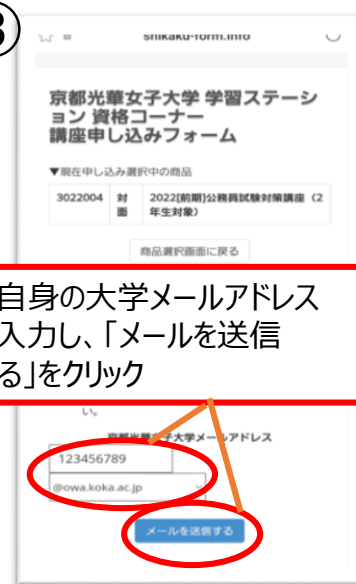 ③
shikaku-form.info
京都光華女子大学 学習ステーシ
ョン 資格コーナー
講座申し込みフォーム
▼現在申し込み選択中の商品
3022004 対面 2022[前期]公務員試験対策講座（2年生対象）
商品選択画面に戻る
自身の大学メールアドレス
入力し、「メールを送信
る」をクリック
い。
京都光華女子大学メールアドレス
123456789
@owa.koka.ac.jp
メールを送信する